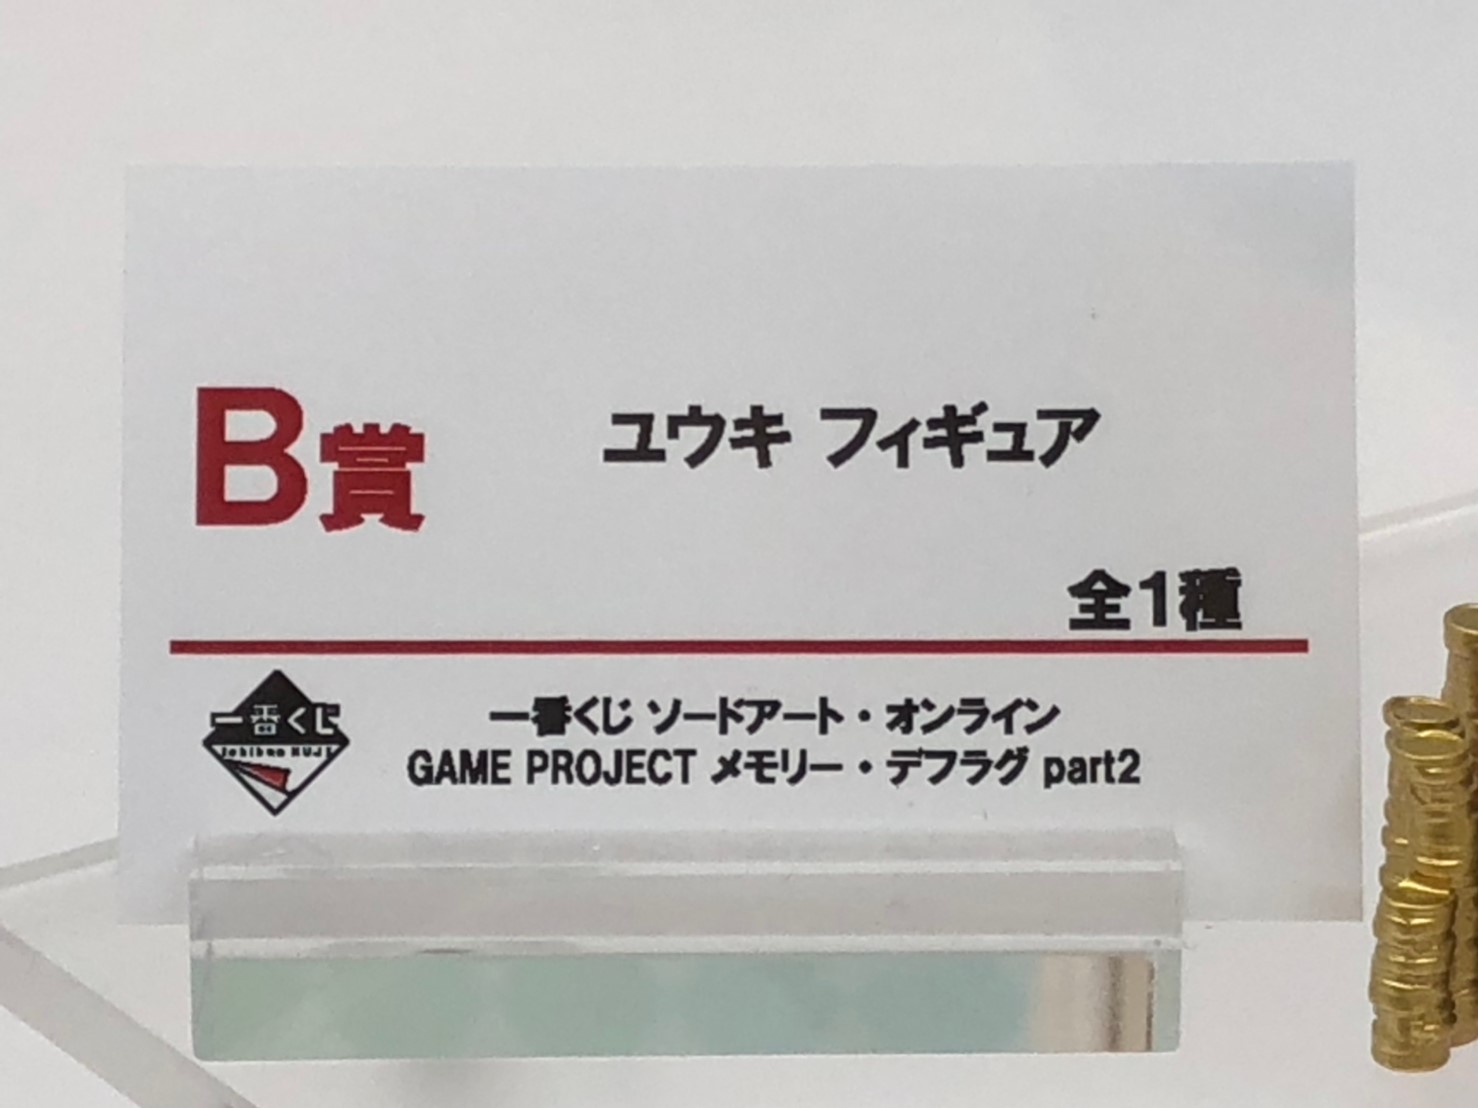 B賞
ユウキ フィギュア
全1種
一番くじ
Ichiban KUJI
一番くじ ソードアート・オンライン
GAME PROJECT メモリー・デフラグ part2